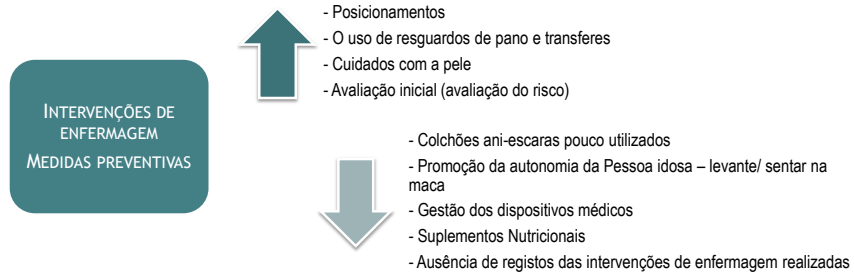 INTERVENÇÕES DE
ENFERMAGEM
MEDIDAS PREVENTIVAS
- Posicionamentos
- O uso de resguardos de pano e transferes
- Cuidados com a pele
- Avaliação inicial (avaliação do risco)
- Colchões ani-escaras pouco utilizados
- Promoção da autonomia da Pessoa idosa – levante/ sentar na
maca
- Gestão dos dispositivos médicos
- Suplementos Nutricionais
- Ausência de registos das intervenções de enfermagem realizadas